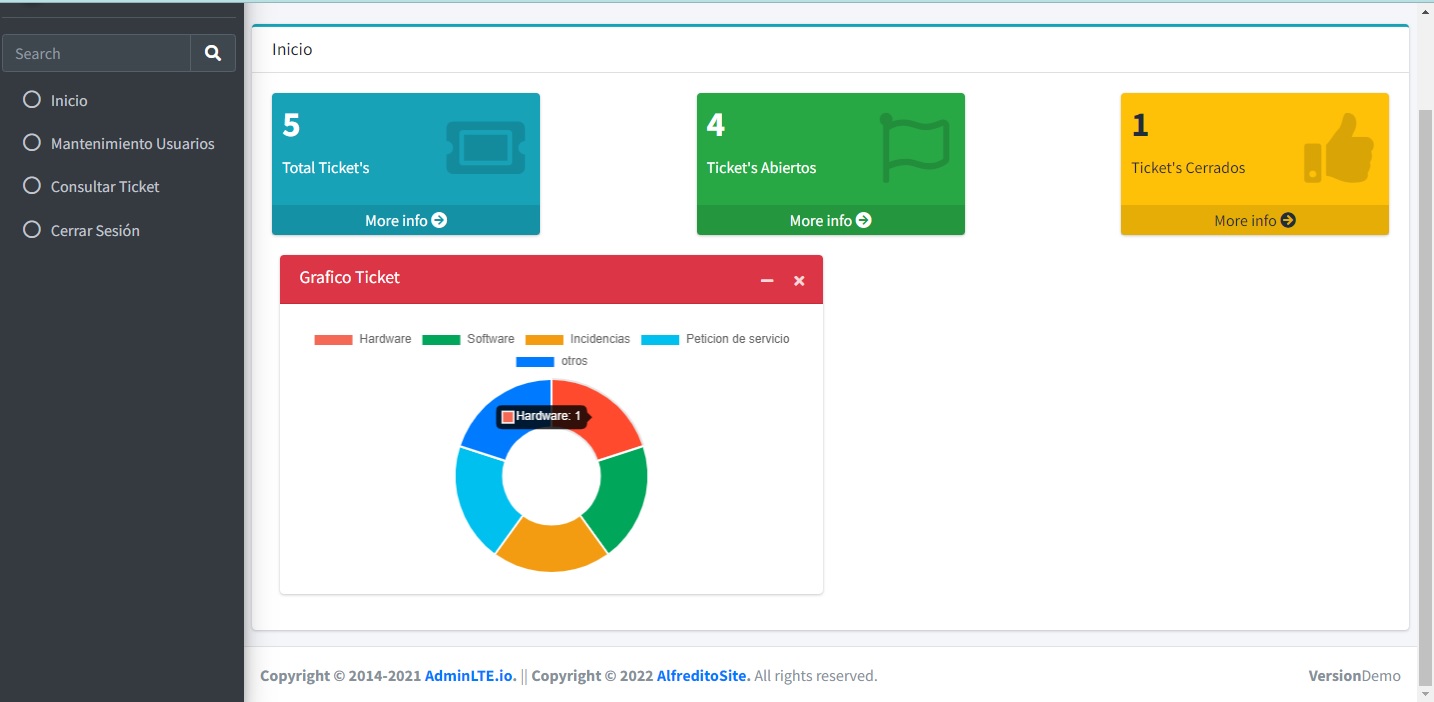 Search
Inicio
Mantenimiento Usuarios
Consultar Ticket
Cerrar Sesión
Inicio
5
Total Ticket's
More info
4
Ticket's Abiertos
More info
1
Ticket's Cerrados
More info
Grafico Ticket
Hardware Software Incidencias Peticion de servicio
otros
Hardware: 1
Copyright © 2014-2021 AdminLTE.io. || Copyright © 2022 AlfreditoSite. All rights reserved.
VersionDemo